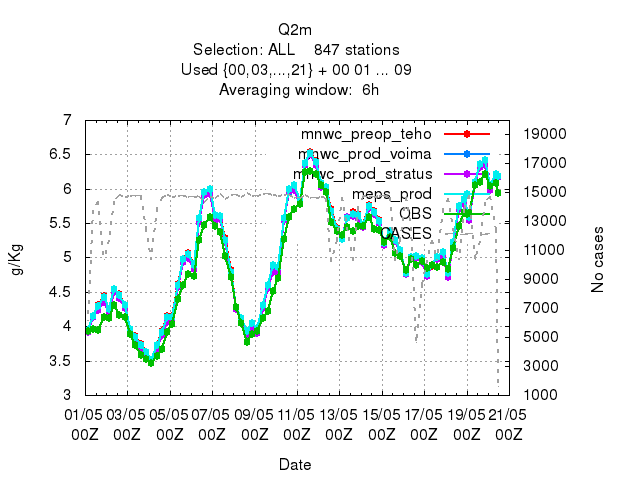 Q2m
Selection: ALL 847 stations
Used {00,03,...,21} + 00 01 ... 09
Averaging window: 6h
7
6.5
6
5.5
5
4.5
4
3.5
3
g/Kg
mnwc_preop_teho
mnwc_prod_voima
mnwc_prod_stratus
meps_prod
OBS
CASES
19000
17000
15000
13000
11000
9000
7000
5000
3000
1000
No cases
01/05 03/05 05/05 07/05 09/05 11/05 13/05 15/05 17/05 19/05 21/05
00Z 00Z 00Z 00Z 00Z 00Z 00Z 00Z 00Z 00Z 00Z
Date